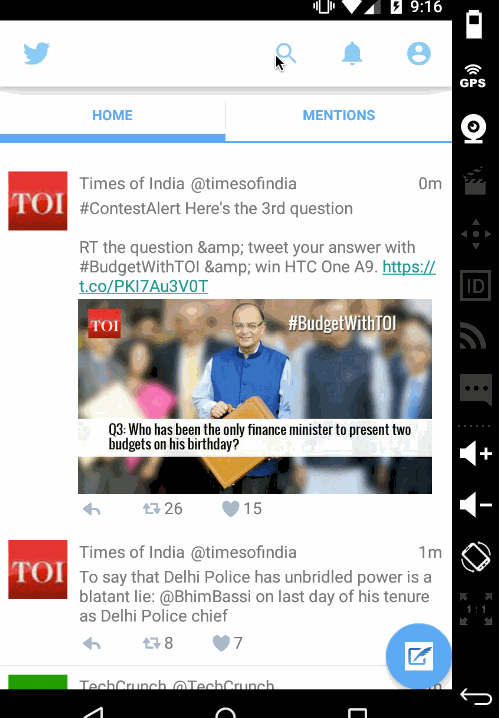 9:16
GPS
HOME MENTIONS
TOI
Times of India @timesofindia 0m
#ContestAlert Here's the 3rd question
RT the question &amp; tweet your answer with
#BudgetWithTOI &amp; win HTC One A9. https://
t.co/PKI7Au3V0T
TOI
#BudgetWithTOI
Q3: Who has been the only finance minister to present two
budgets on his birthday?
26 15
TOI
Times of India @timesofindia 1m
To say that Delhi Police has unbridled power is a
blatant lie: @BhimBassi on last day of his tenure
as Delhi Police chief
8 7
TechCrunch @TechCrunch
ID
1:1